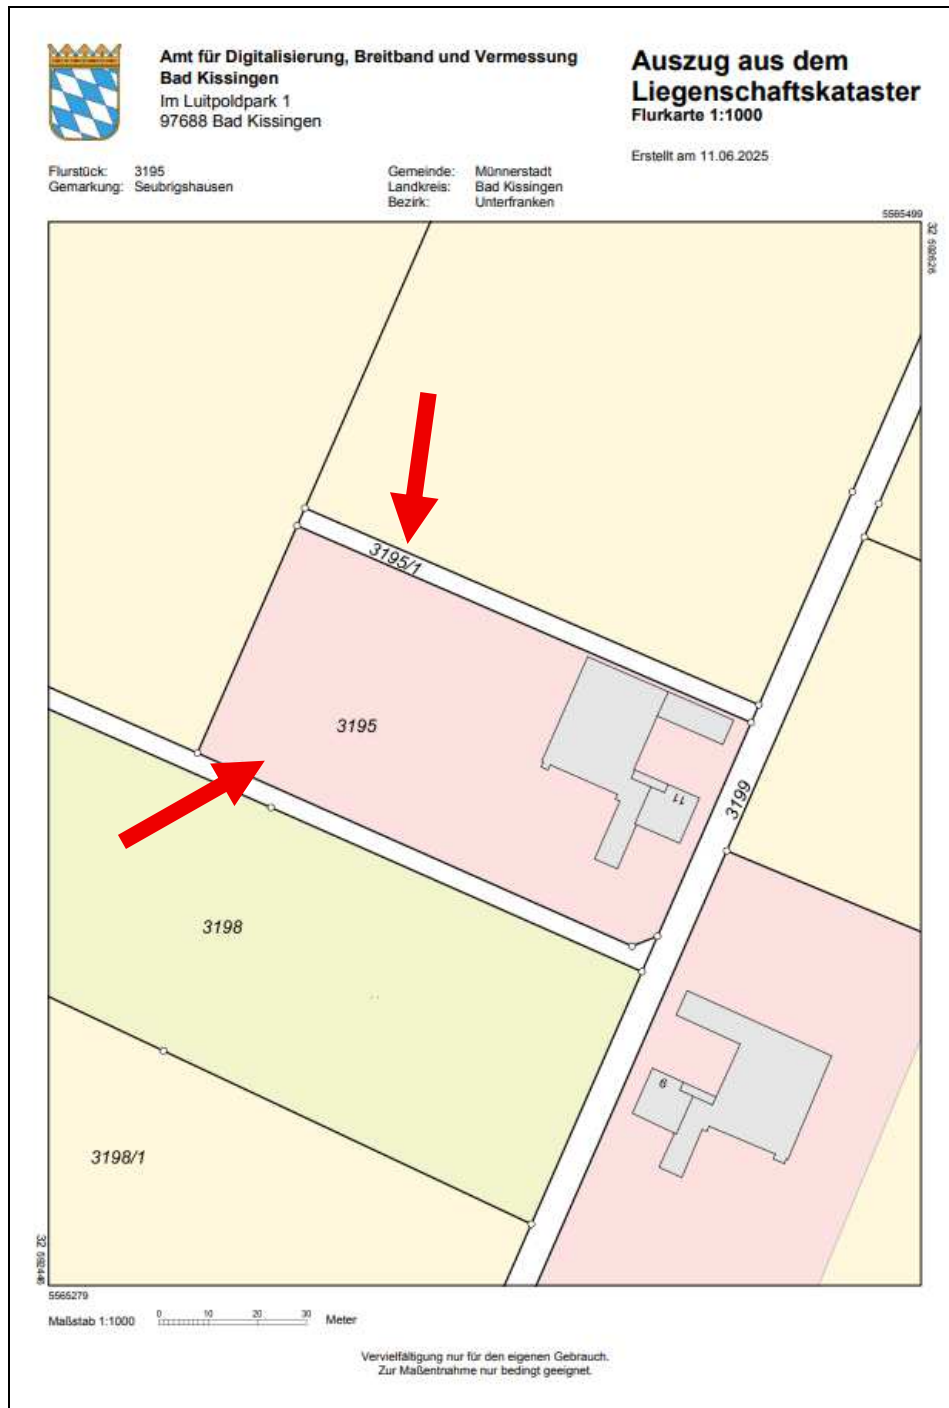 Amt für Digitalisierung, Breitband und Vermessung
Bad Kissingen
Im Luitpoldpark 1
97688 Bad Kissingen
Auszug aus dem
Liegenschaftskataster
Flurkarte 1:1000
Erstellt am 11.06.2025
Flurstück: 3195
Gemarkung: Seubrigshausen
Gemeinde: Münnerstadt
Landkreis: Bad Kissingen
Bezirk: Unterfranken
5565499
32 592626
3195/1
3195
11
3199
3198
6
3198/1
32 592446
5565279
Maßstab 1:1000 0 10 20 30 Meter
Vervielfältigung nur für den eigenen Gebrauch.
Zur Maßentnahme nur bedingt geeignet.